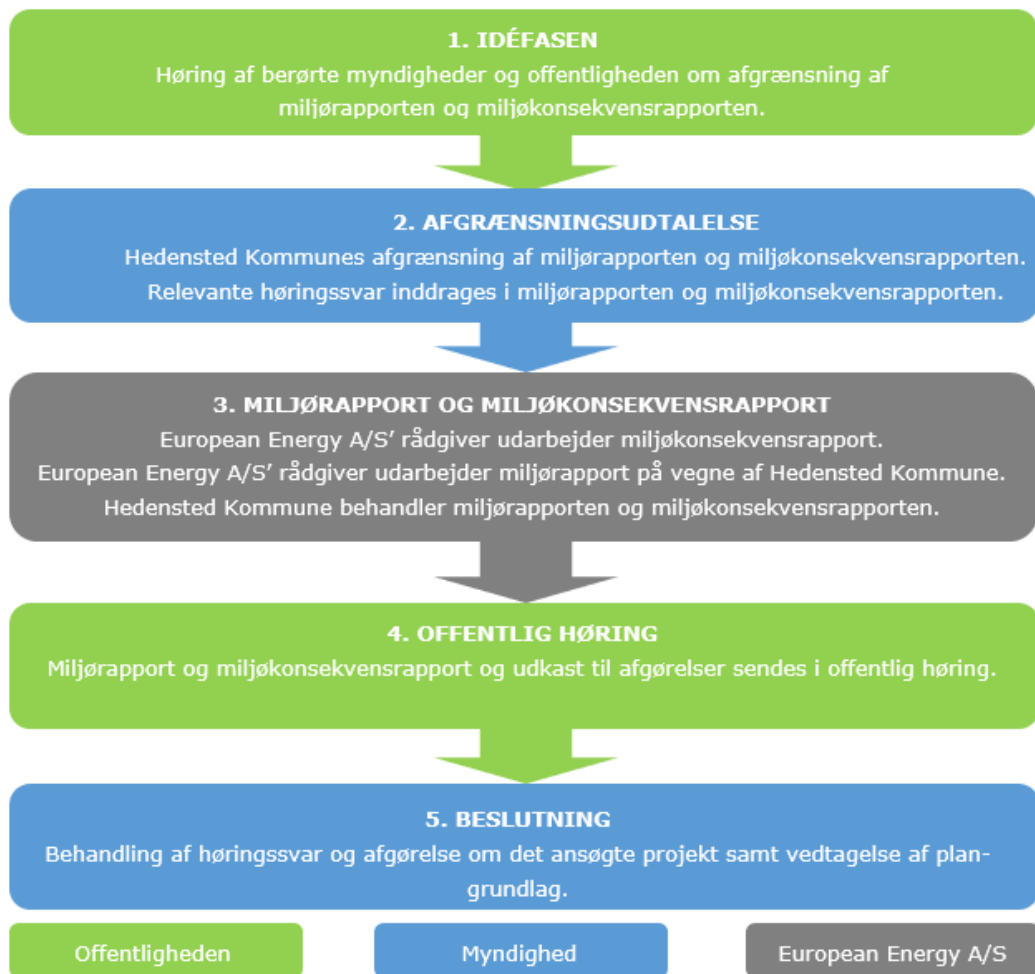 1. IDÉFASEN
Høring af berørte myndigheder og offentligheden om afgrænsning af
miljørapporten og miljøkonsekvensrapporten.
2. AFGRÆNSNINGSUDTALELSE
Hedensted Kommunes afgrænsning af miljørapporten og miljøkonsekvensrapporten.
Relevante høringssvar inddrages i miljørapporten og miljøkonsekvensrapporten.
3. MILJØRAPPORT OG MILJØKONSEKVENSRAPPORT
European Energy A/S’ rådgiver udarbejder miljøkonsekvensrapport.
European Energy A/S’ rådgiver udarbejder miljørapport på vegne af Hedensted Kommune.
Hedensted Kommune behandler miljørapporten og miljøkonsekvensrapporten.
4. OFFENTLIG HØRING
Miljørapport og miljøkonsekvensrapport og udkast til afgørelser sendes i offentlig høring.
5. BESLUTNING
Behandling af høringssvar og afgørelse om det ansøgte projekt samt vedtagelse af plan-
grundlag.
Offentligheden
Myndighed
European Energy A/S